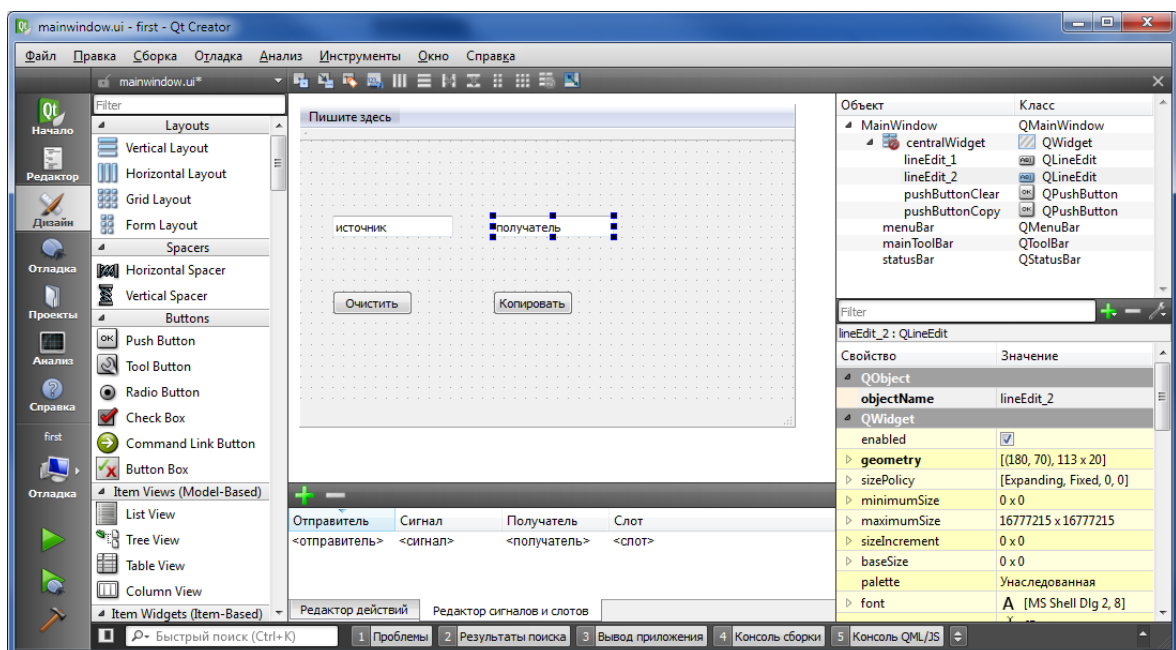 mainwindow.ui - first - Qt Creator
Файл Правка Сборка Отладка Анализ Инструменты Окно Справка
mainwindow.ui*
Начало
Редактор
Дизайн
Отладка
Проекты
Анализ
Справка
first
Отладка
Filter
Layouts
Vertical Layout
Horizontal Layout
Grid Layout
Form Layout
Spacers
Horizontal Spacer
Vertical Spacer
Buttons
Push Button
Tool Button
Radio Button
Check Box
Command Link Button
Button Box
Item Views (Model-Based)
List View
Tree View
Table View
Column View
Item Widgets (Item-Based)
Пишите здесь
источник
получатель
Очистить
Копировать
Отправитель Сигнал Получатель Слот
<отправитель> <сигнал> <получатель> <слот>
Редактор действий Редактор сигналов и слотов
Объект Класс
MainWindow QMainWindow
centralWidget QWidget
lineEdit_1 QLineEdit
lineEdit_2 QLineEdit
pushButtonClear QPushButton
pushButtonCopy QPushButton
menuBar QMenuBar
mainToolBar QToolBar
statusBar QStatusBar
Filter
lineEdit_2 : QLineEdit
Свойство Значение
QObject
objectName lineEdit_2
QWidget
enabled
geometry [(180, 70), 113 x 20]
sizePolicy [Expanding, Fixed, 0, 0]
minimumSize 0 x 0
maximumSize 16777215 x 16777215
sizeIncrement 0 x 0
baseSize 0 x 0
palette Унаследованная
font A [MS Shell Dlg 2, 8]
Быстрый поиск (Ctrl+K) 1 Проблемы 2 Результаты поиска 3 Вывод приложения 4 Консоль сборки 5 Консоль QML/JS